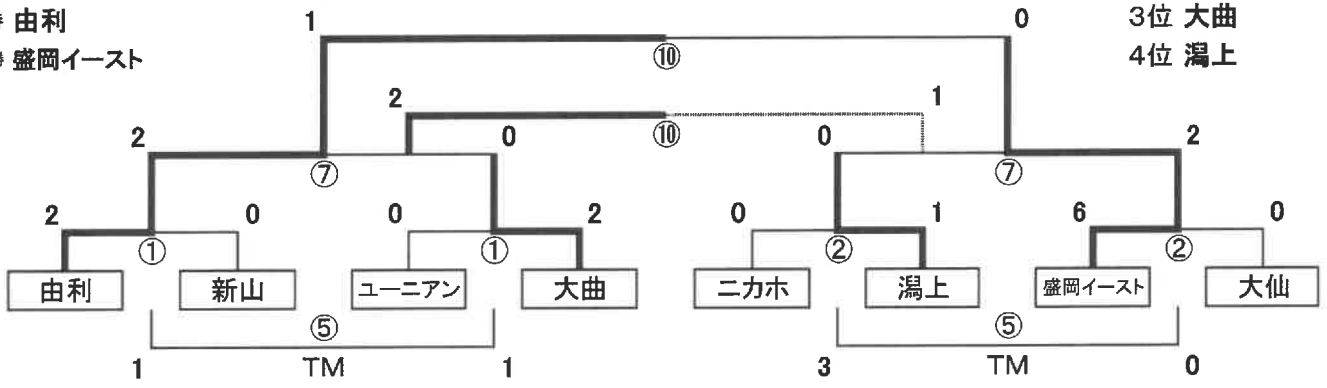 由利
盛岡イースト
3位 大曲
4位 潟上
1 0
⑩
2 1
⑩
2 0 0 2
⑦ ⑦
2 0 0 2 0 1 6 0
① ① ② ②
由利 新山 ユーニアン 大曲 ニカホ 潟上 盛岡イースト 大仙
⑤ ⑤
1 TM 1 3 TM 0